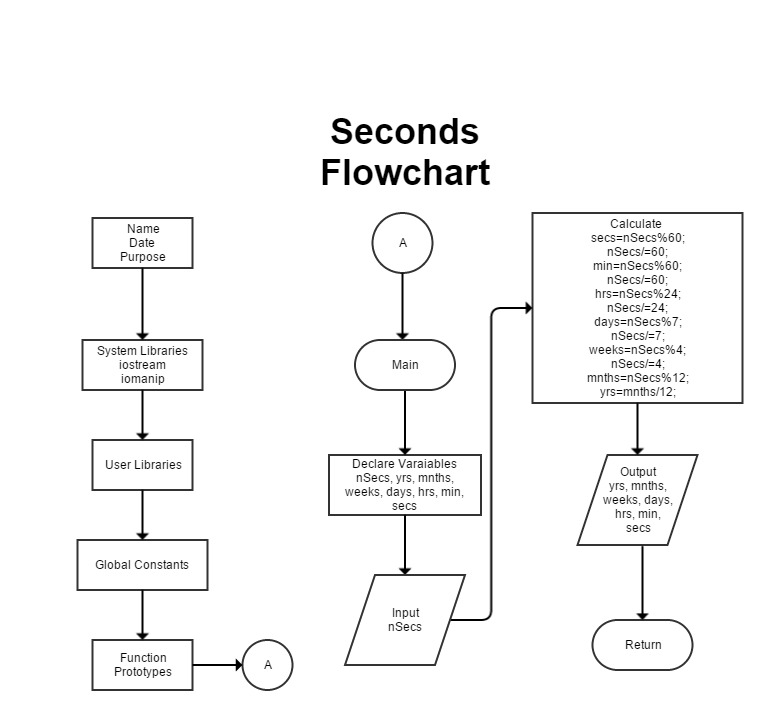 Seconds
Flowchart
Name
Date
Purpose
System Libraries
iostream
iomanip
User Libraries
Global Constants
Function
Prototypes
A
A
Main
Declare Varaiables
nSecs, yrs, mnths,
weeks, days, hrs, min,
secs
Input
nSecs
Calculate
secs=nSecs%60;
nSecs/=60;
min=nSecs%60;
nSecs/=60;
hrs=nSecs%24;
nSecs/=24;
days=nSecs%7;
nSecs/=7;
weeks=nSecs%4;
nSecs/=4;
mnths=nSecs%12;
yrs=mnths/12;
Output
yrs, mnths,
weeks, days,
hrs, min,
secs
Return